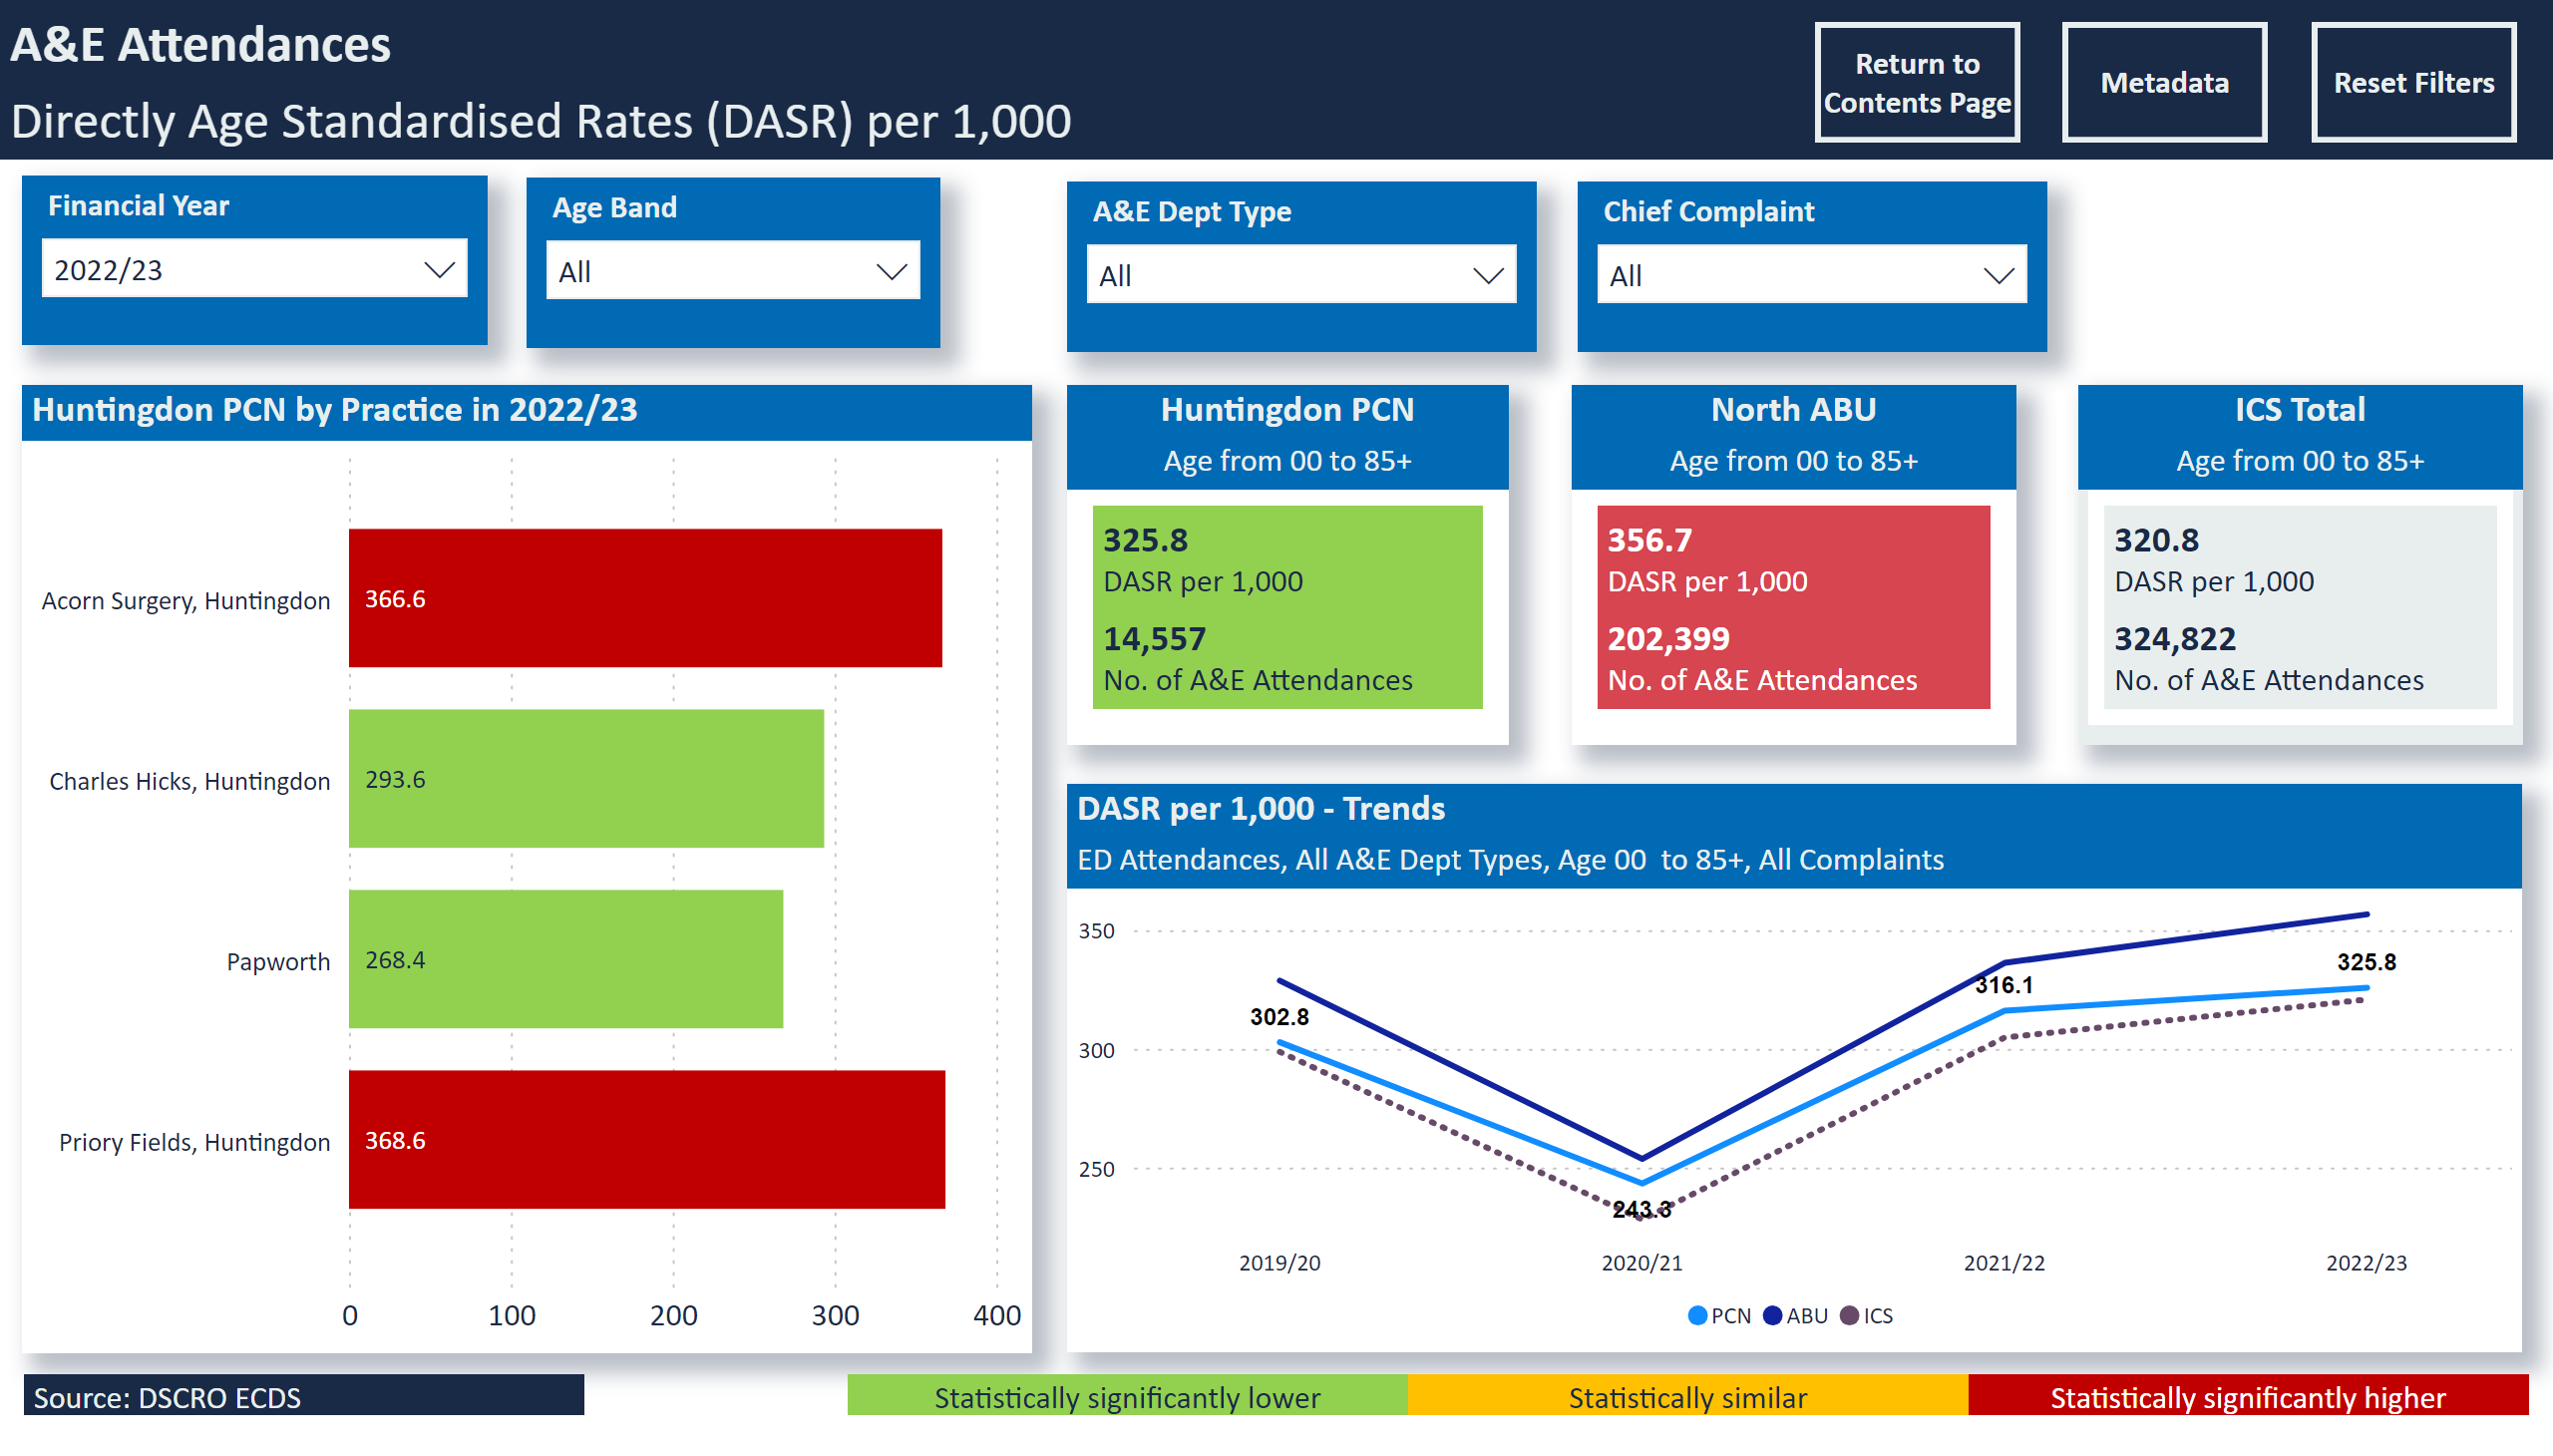 A&E Attendances
Directly Age Standardised Rates (DASR) per 1,000
Return to
Contents Page
Metadata
Reset Filters
Financial Year
2022/23
Age Band
All
A&E Dept Type
All
Chief Complaint
All
Huntingdon PCN by Practice in 2022/23
Acorn Surgery, Huntingdon
366.6
Charles Hicks, Huntingdon
293.6
Papworth
268.4
Priory Fields, Huntingdon
368.6
0 100 200 300 400
Huntingdon PCN
Age from 00 to 85+
325.8
DASR per 1,000
14,557
No. of A&E Attendances
North ABU
Age from 00 to 85+
356.7
DASR per 1,000
202,399
No. of A&E Attendances
ICS Total
Age from 00 to 85+
320.8
DASR per 1,000
324,822
No. of A&E Attendances
DASR per 1,000 - Trends
ED Attendances, All A&E Dept Types, Age 00  to 85+, All Complaints
350
300
250
302.8
243.3
316.1
325.8
2019/20 2020/21 2021/22 2022/23
PCN ABU ICS
Source: DSCRO ECDS
Statistically significantly lower
Statistically similar
Statistically significantly higher